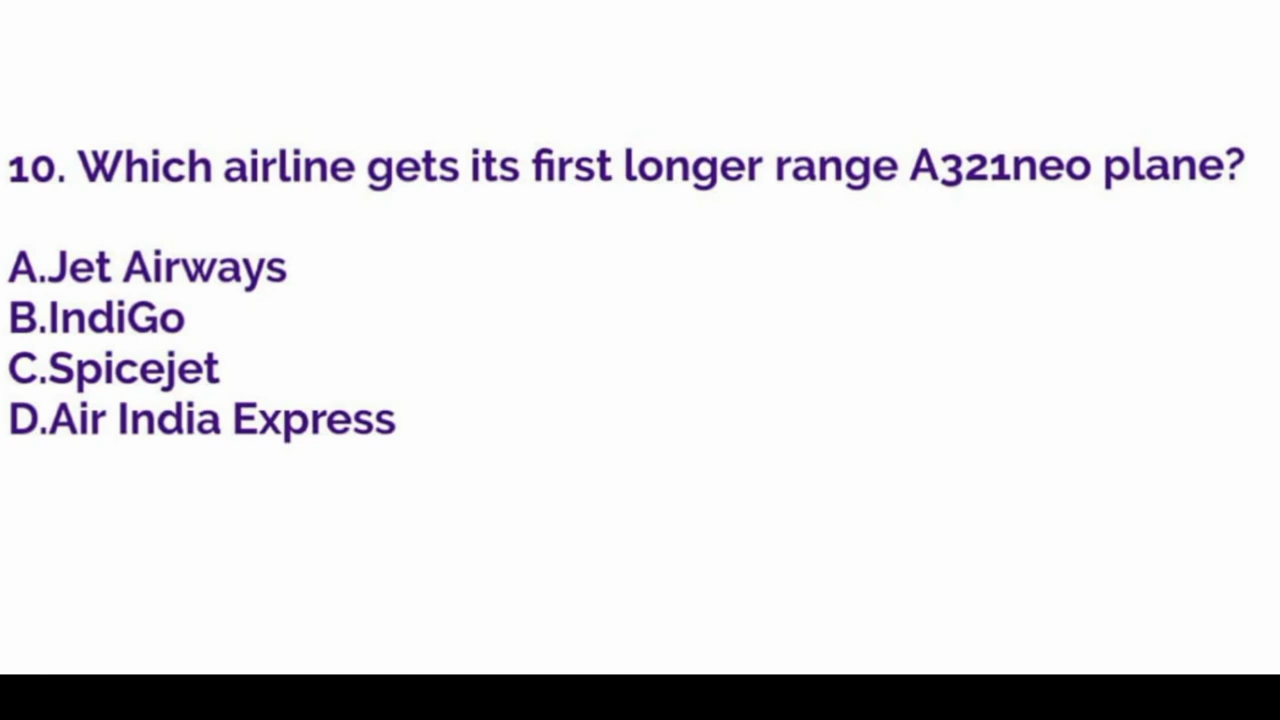 10. Which airline gets its first longer range A321neo plane?
A.Jet Airways
B.IndiGo
C.Spicejet
D.Air India Express